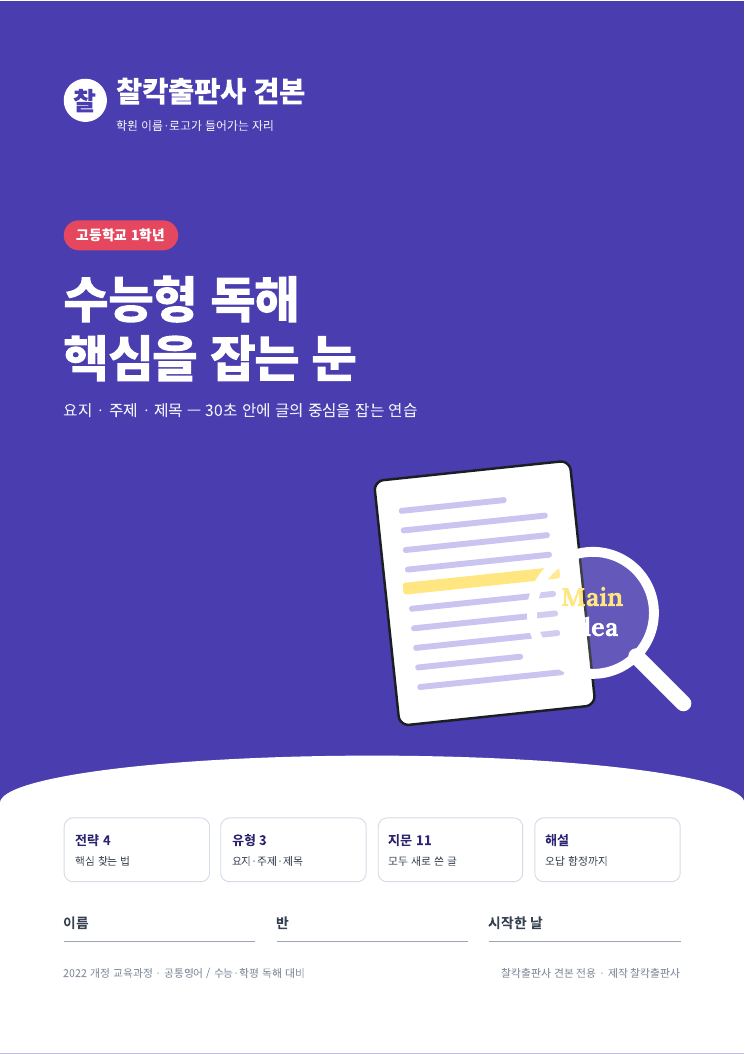 찰
찰칵출판사 견본
학원 이름·로고가 들어가는 자리
고등학교 1학년
수능형 독해
핵심을 잡는 눈
요지 · 주제 · 제목 — 30초 안에 글의 중심을 잡는 연습
Main
dea
전략 4
핵심 찾는 법
유형 3
요지·주제·제목
지문 11
모두 새로 쓴 글
해설
오답 함정까지
이름
반
시작한 날
2022 개정 교육과정 · 공통영어 / 수능·학평 독해 대비
찰칵출판사 견본 전용 · 제작 찰칵출판사